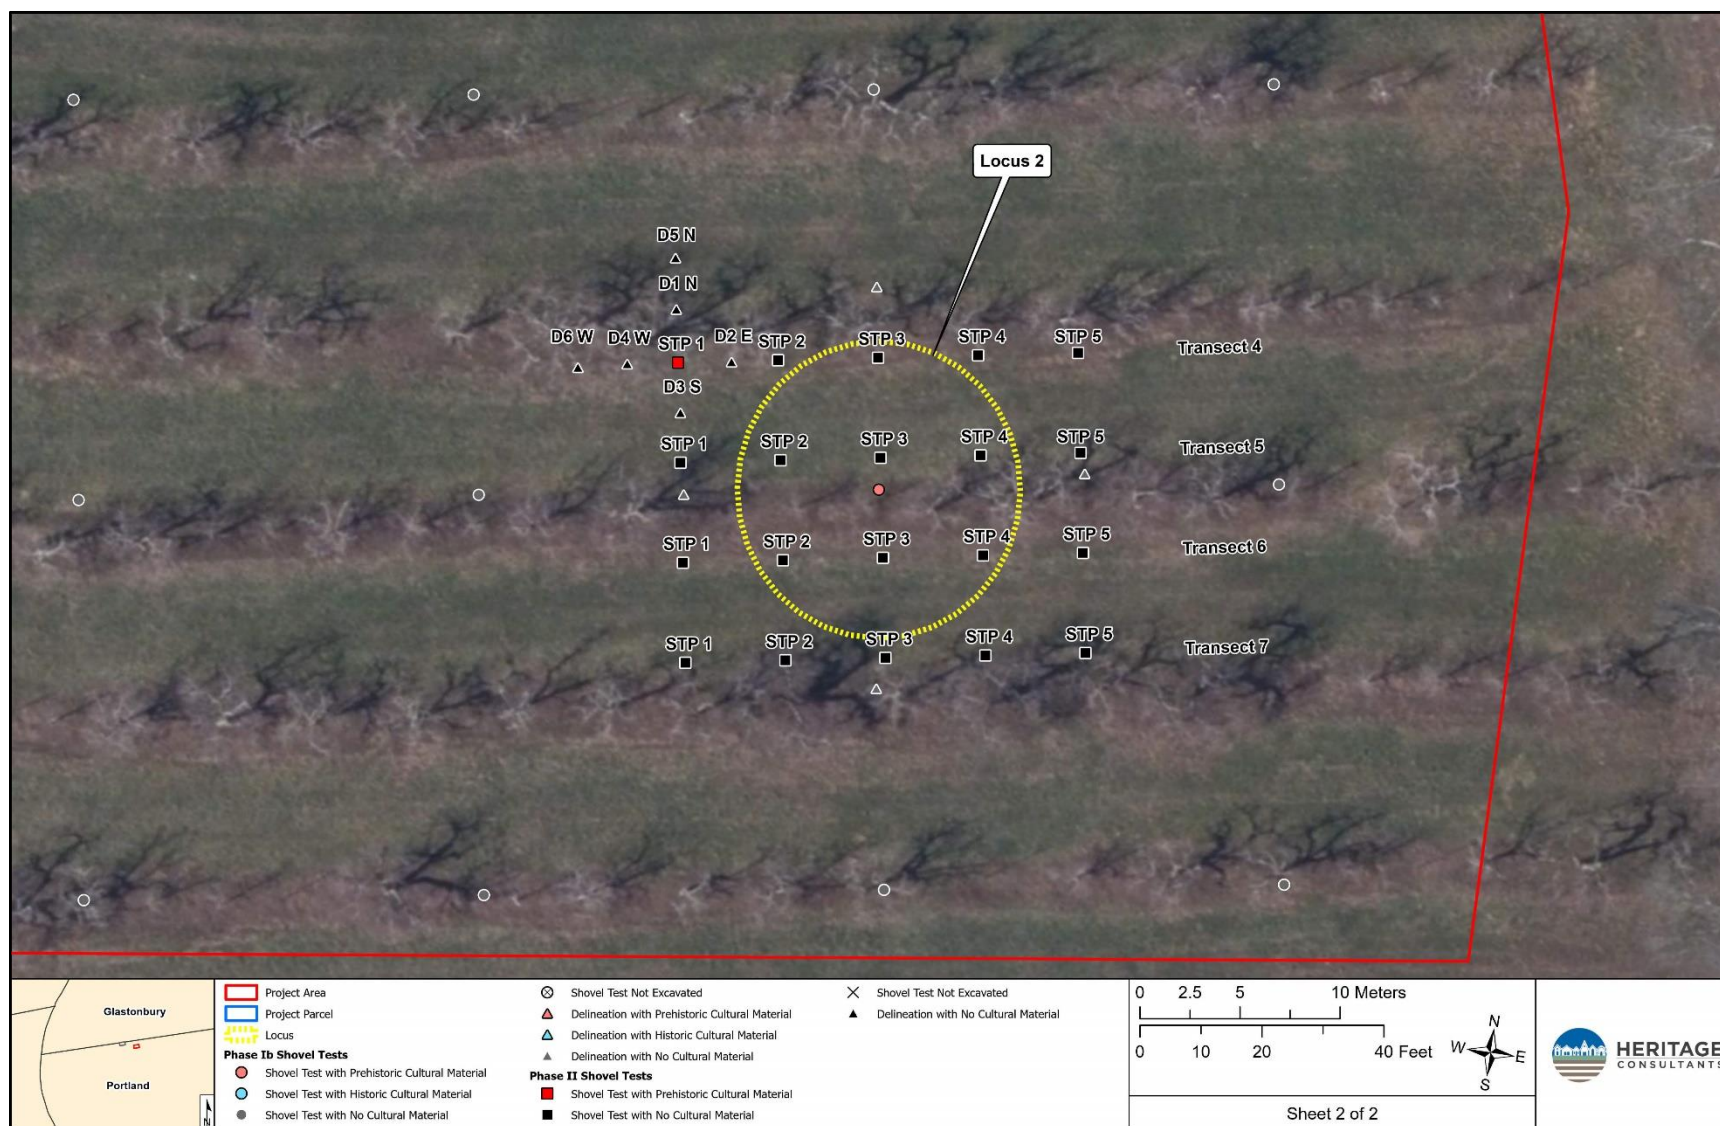 Locus 2
D5 N
D1 N
D6 W
D4 W
STP 1
D2 E
STP 2
STP 3
STP 4
STP 5
Transect 4
D3 S
STP 1
STP 2
STP 3
STP 4
STP 5
Transect 5
STP 1
STP 2
STP 3
STP 4
STP 5
Transect 6
STP 1
STP 2
STP 3
STP 4
STP 5
Transect 7
Glastonbury
Portland
N
Project Area
Project Parcel
Locus
Phase Ib Shovel Tests
Shovel Test with Prehistoric Cultural Material
Shovel Test with Historic Cultural Material
Shovel Test with No Cultural Material
Shovel Test Not Excavated
Delineation with Prehistoric Cultural Material
Delineation with Historic Cultural Material
Delineation with No Cultural Material
Phase II Shovel Tests
Shovel Test with Prehistoric Cultural Material
Shovel Test with No Cultural Material
Shovel Test Not Excavated
Delineation with No Cultural Material
0 2.5 5 10 Meters
0 10 20 40 Feet
N
W E
S
Sheet 2 of 2
HERITAGE
CONSULTANTS